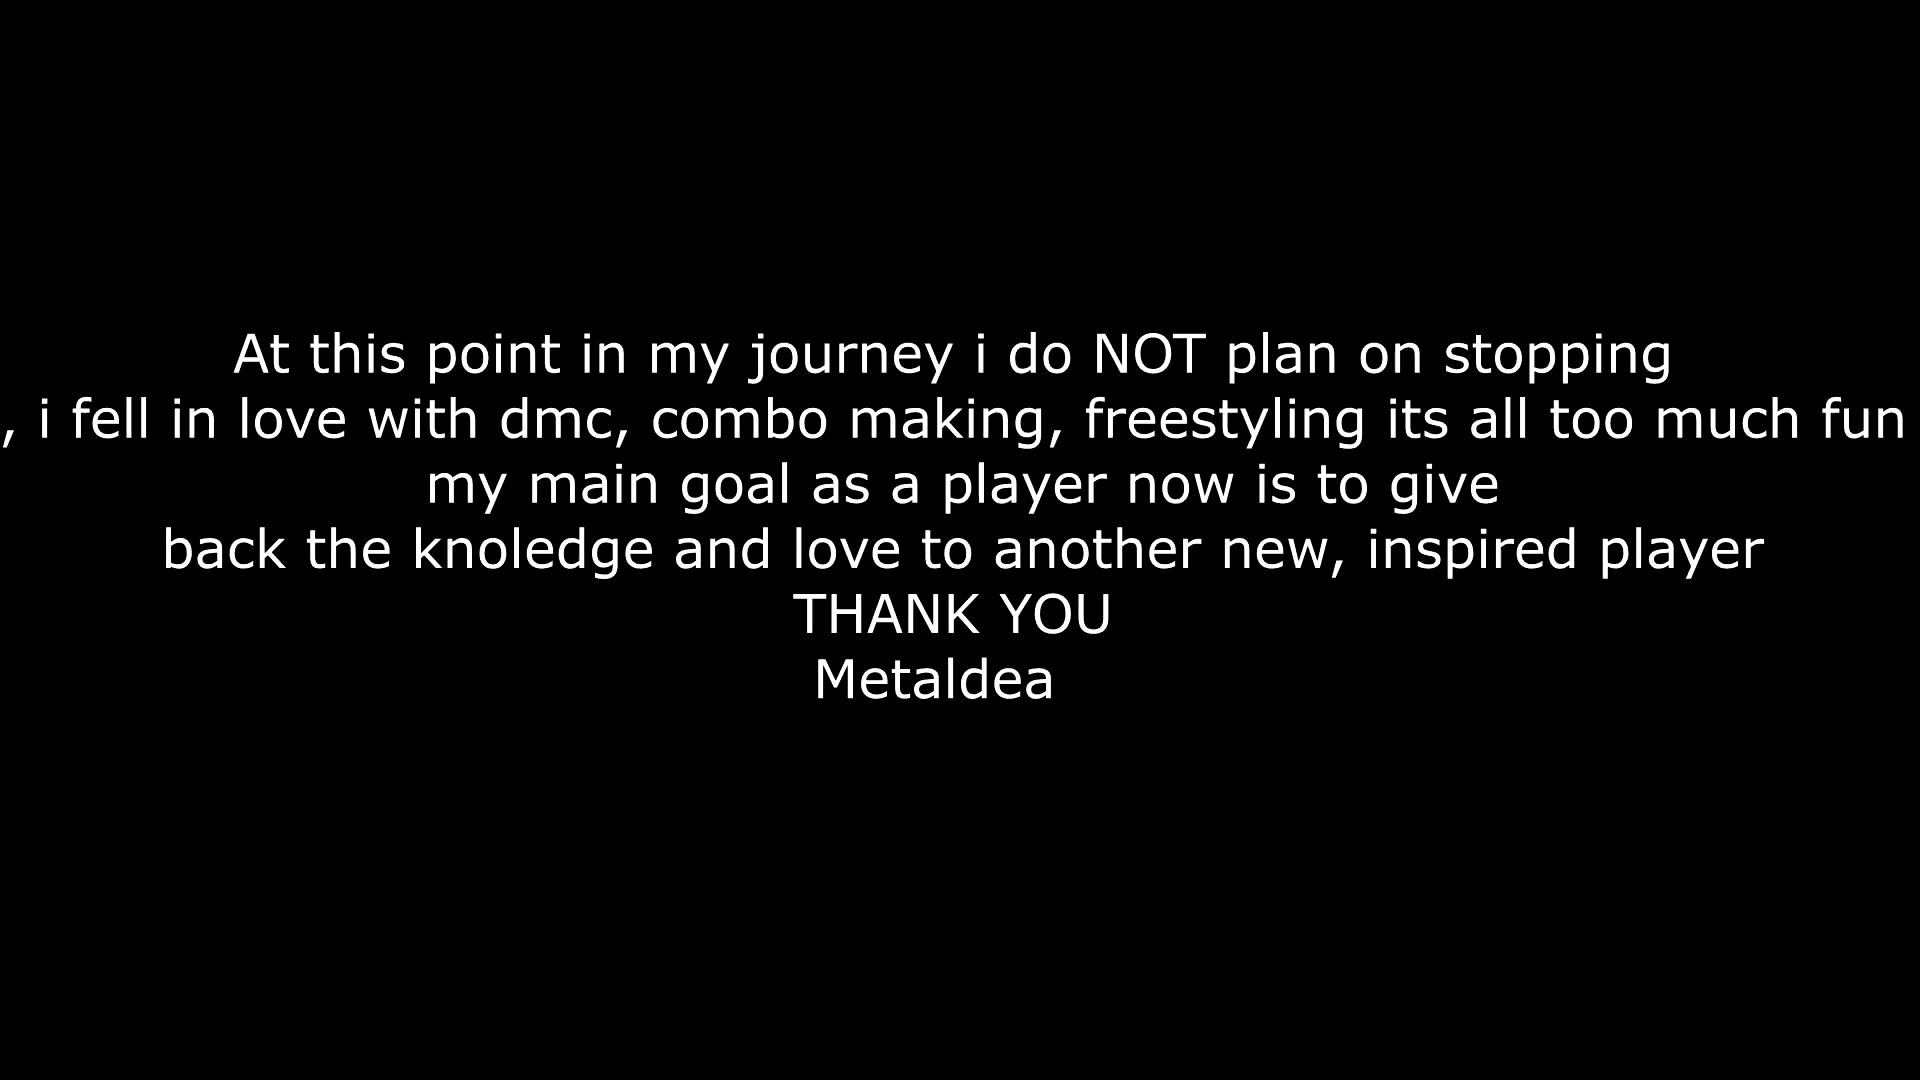 At this point in my journey i do NOT plan on stopping
, i fell in love with dmc, combo making, freestyling its all too much fun
my main goal as a player now is to give
back the knoledge and love to another new, inspired player
THANK YOU
Metaldea